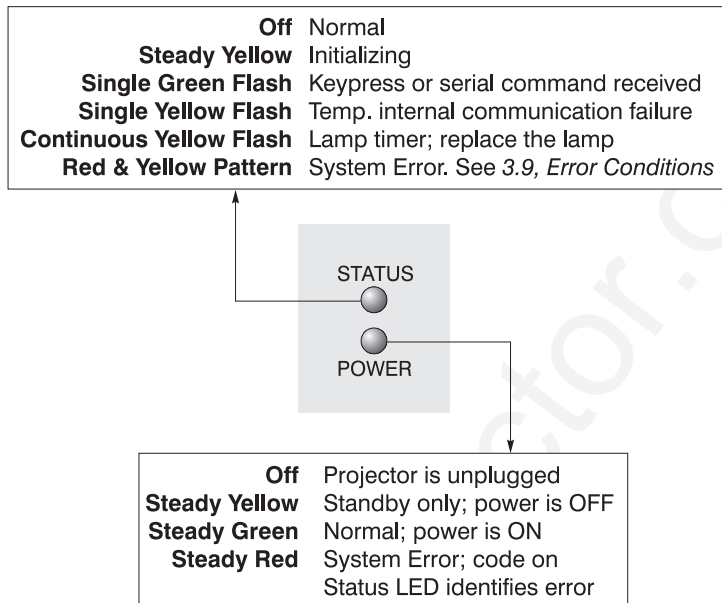 Off Normal
Steady Yellow Initializing
Single Green Flash Keypress or serial command received
Single Yellow Flash Temp. internal communication failure
Continuous Yellow Flash Lamp timer; replace the lamp
Red & Yellow Pattern System Error. See 3.9, Error Conditions
STATUS
POWER
Off Projector is unplugged
Steady Yellow Standby only; power is OFF
Steady Green Normal; power is ON
Steady Red System Error; code on
Status LED identifies error
ctor.c